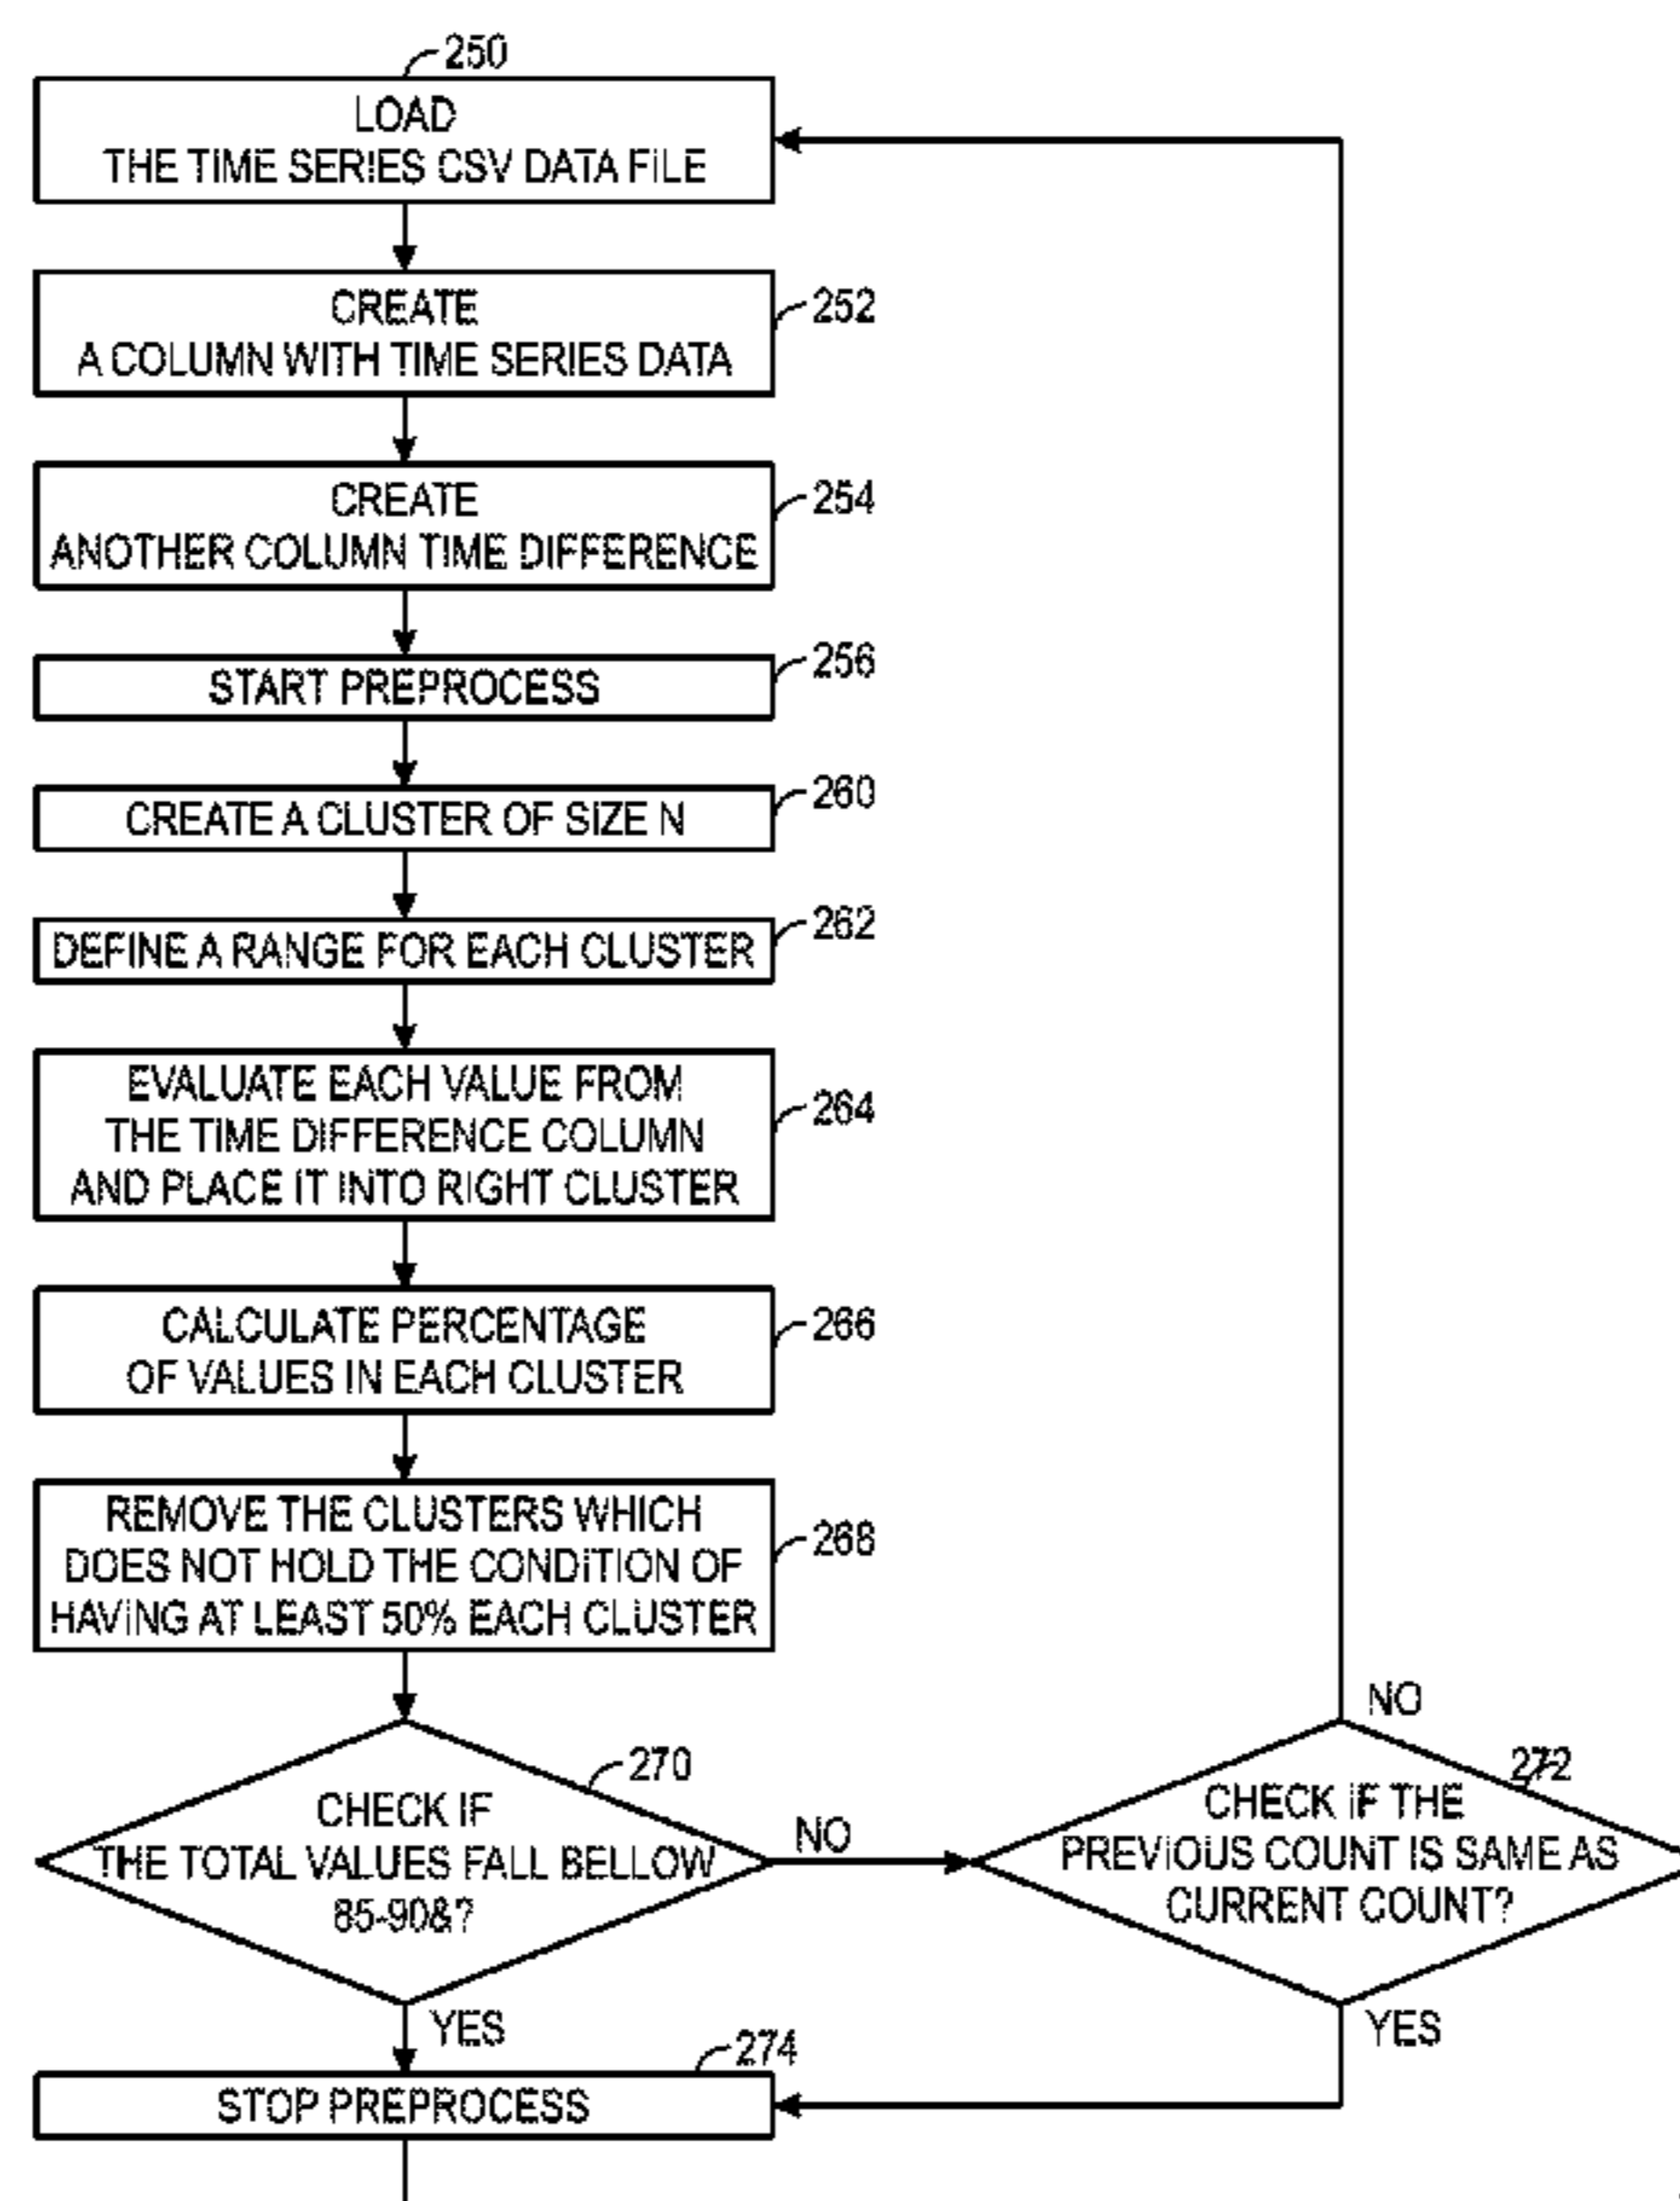 250
LOAD
THE TIME SERIES CSV DATA FILE
CREATE
A COLUMN WITH TIME SERIES DATA
252
CREATE
ANOTHER COLUMN TIME DIFFERENCE
254
START PREPROCESS
256
CREATE A CLUSTER OF SIZE N
260
DEFINE A RANGE FOR EACH CLUSTER
262
EVALUATE EACH VALUE FROM
THE TIME DIFFERENCE COLUMN
AND PLACE IT INTO RIGHT CLUSTER
264
CALCULATE PERCENTAGE
OF VALUES IN EACH CLUSTER
266
REMOVE THE CLUSTERS WHICH
DOES NOT HOLD THE CONDITION OF
HAVING AT LEAST 50% EACH CLUSTER
268
270
CHECK IF
THE TOTAL VALUES FALL BELLOW
85-90&?
NO
YES
NO
272
CHECK IF THE
PREVIOUS COUNT IS SAME AS
CURRENT COUNT?
YES
274
STOP PREPROCESS